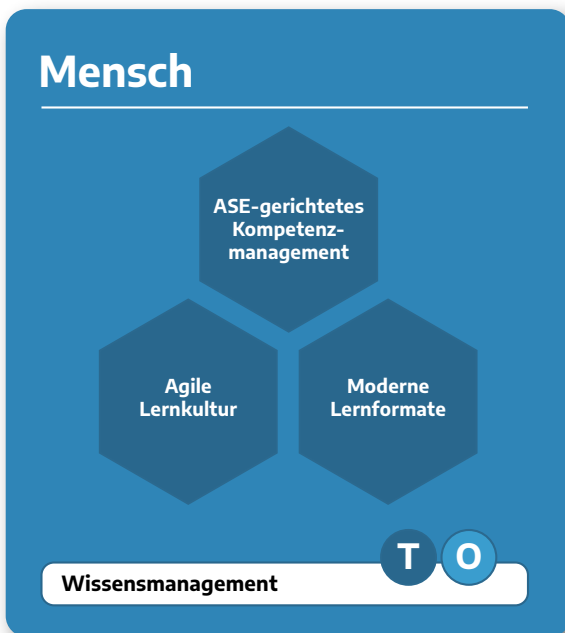 Mensch
ASE-gerichtetes
Kompetenz-
management
Agile
Lernkultur
Moderne
Lernformate
T O
Wissensmanagement